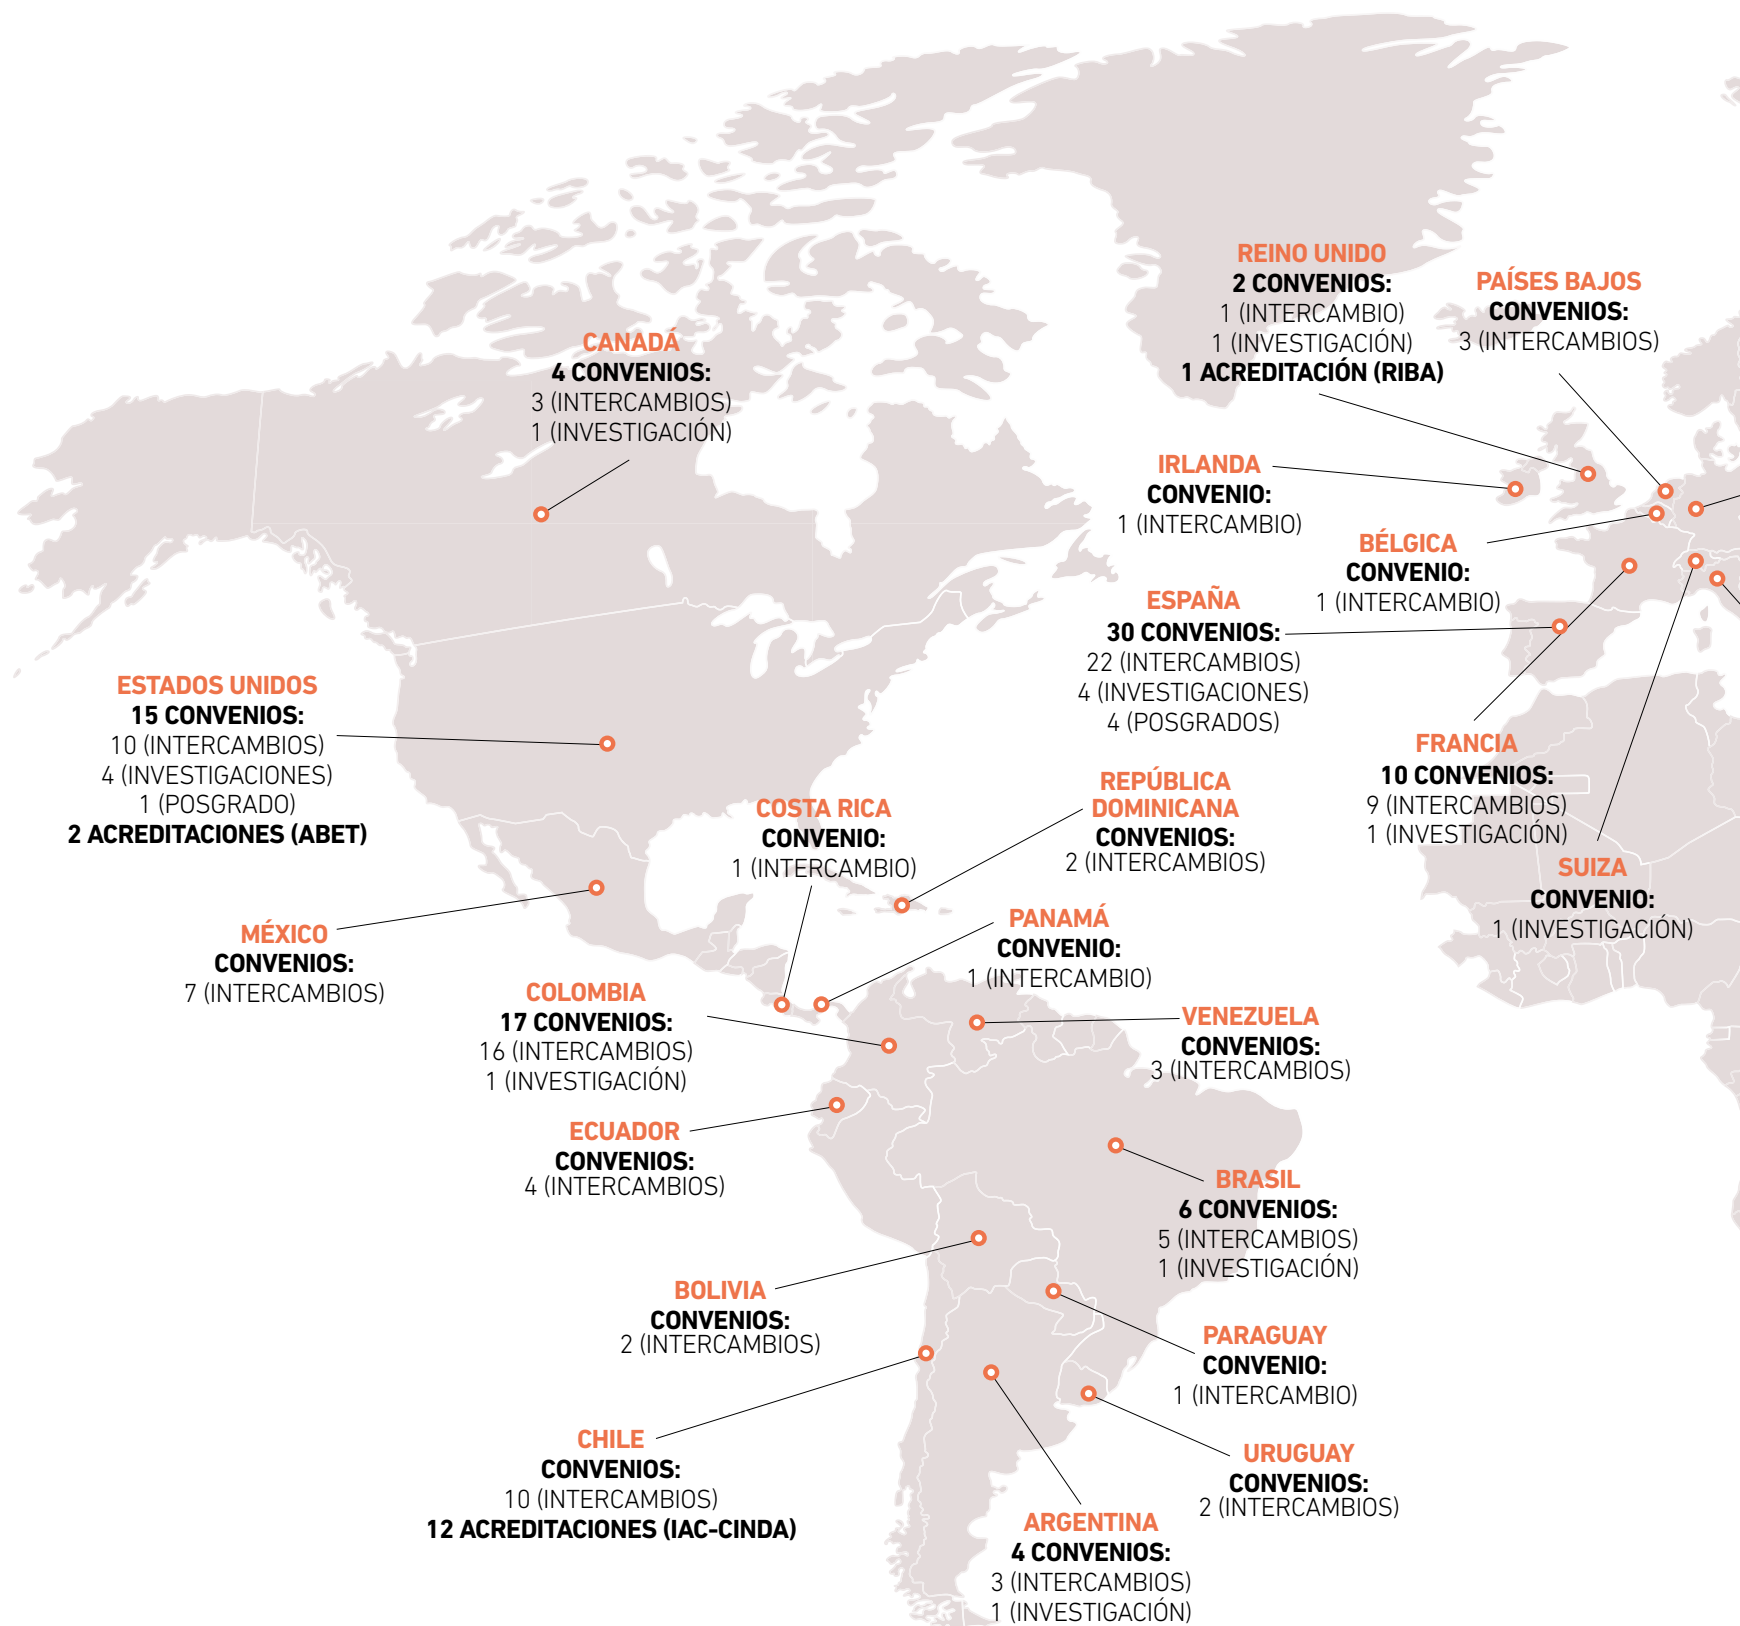 REINO UNIDO
2 CONVENIOS:
1 (INTERCAMBIO)
1 (INVESTIGACIÓN)
1 ACREDITACIÓN (RIBA)
PAÍSES BAJOS
CONVENIOS:
3 (INTERCAMBIOS)
CANADÁ
4 CONVENIOS:
3 (INTERCAMBIOS)
1 (INVESTIGACIÓN)
IRLANDA
CONVENIO:
1 (INTERCAMBIO)
BÉLGICA
CONVENIO:
1 (INTERCAMBIO)
ESPAÑA
30 CONVENIOS:
22 (INTERCAMBIOS)
4 (INVESTIGACIONES)
4 (POSGRADOS)
ESTADOS UNIDOS
15 CONVENIOS:
10 (INTERCAMBIOS)
4 (INVESTIGACIONES)
1 (POSGRADO)
2 ACREDITACIONES (ABET)
FRANCIA
10 CONVENIOS:
9 (INTERCAMBIOS)
1 (INVESTIGACIÓN)
REPÚBLICA
DOMINICANA
CONVENIOS:
2 (INTERCAMBIOS)
COSTA RICA
CONVENIO:
1 (INTERCAMBIO)
SUIZA
CONVENIO:
1 (INVESTIGACIÓN)
MÉXICO
CONVENIOS:
7 (INTERCAMBIOS)
PANAMÁ
CONVENIO:
1 (INTERCAMBIO)
COLOMBIA
17 CONVENIOS:
16 (INTERCAMBIOS)
1 (INVESTIGACIÓN)
VENEZUELA
CONVENIOS:
3 (INTERCAMBIOS)
ECUADOR
CONVENIOS:
4 (INTERCAMBIOS)
BRASIL
6 CONVENIOS:
5 (INTERCAMBIOS)
1 (INVESTIGACIÓN)
BOLIVIA
CONVENIOS:
2 (INTERCAMBIOS)
PARAGUAY
CONVENIO:
1 (INTERCAMBIO)
CHILE
CONVENIOS:
10 (INTERCAMBIOS)
12 ACREDITACIONES (IAC-CINDA)
URUGUAY
CONVENIOS:
2 (INTERCAMBIOS)
ARGENTINA
4 CONVENIOS:
3 (INTERCAMBIOS)
1 (INVESTIGACIÓN)